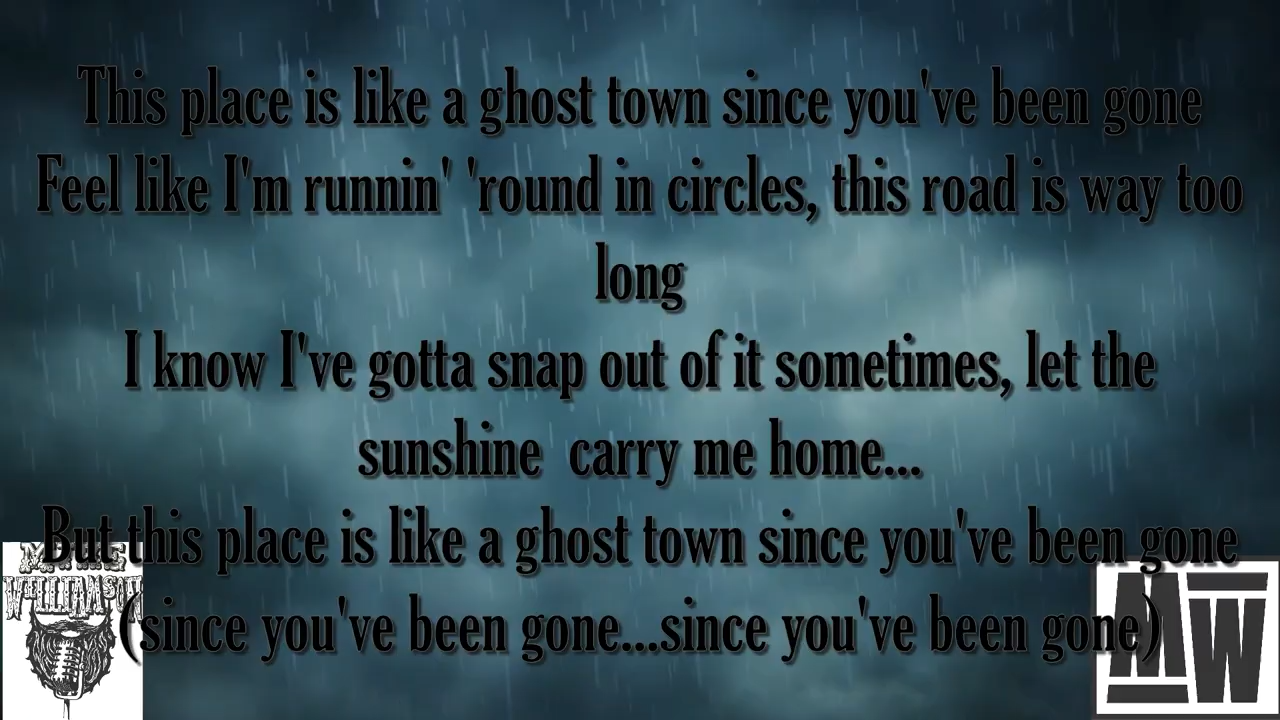 This place is like a ghost town since you've been gone
Feel like I'm runnin' 'round in circles, this road is way too
long
I know I've gotta snap out of it sometimes, let the
sunshine  carry me home...
But this place is like a ghost town since you've been gone
(since you've been gone...since you've been gone)
WILLIAMSON
MW